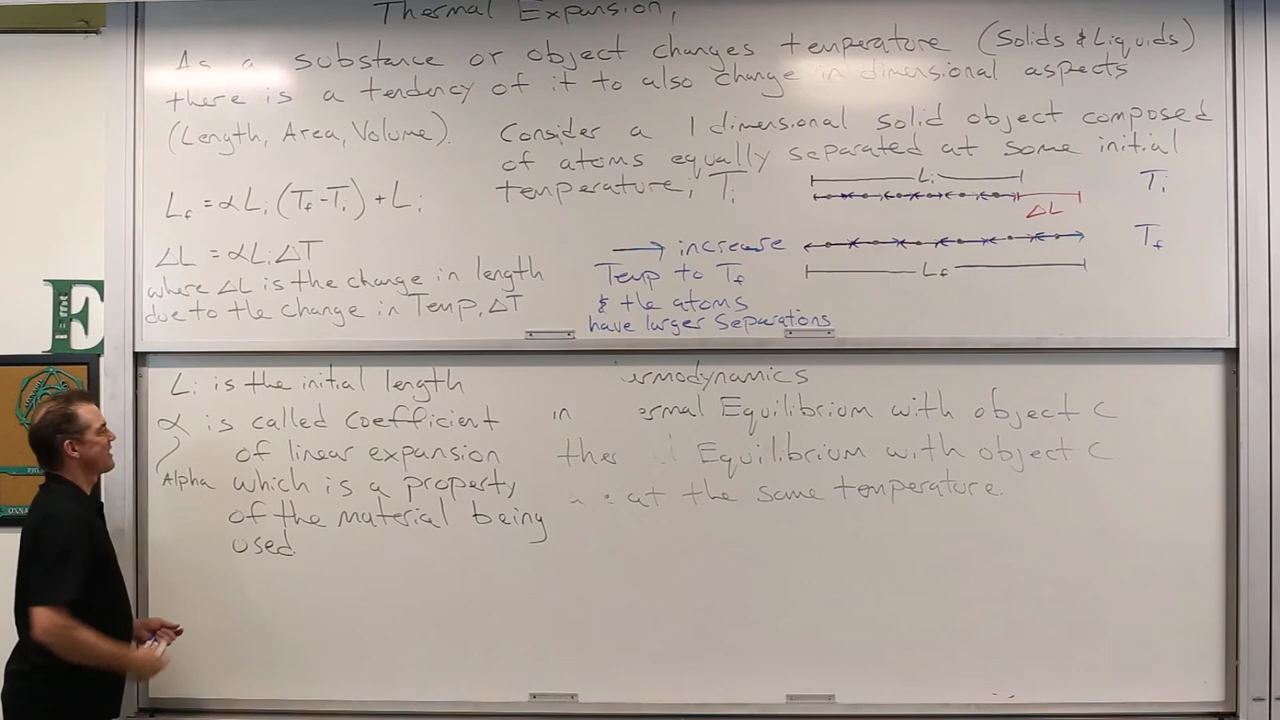 Thermal Expansion,
As a substance or object changes temperature (Solids & Liquids)
there is a tendency of it to also change in dimensional aspects
(Length, Area, Volume).
Consider a 1 dimensional solid object composed
of atoms equally separated at some initial
temperature, Ti
Li
Ti
ΔL
Lf = αLi (Tf-Ti) + Li
ΔL = αLiΔT
where ΔL is the change in length
due to the change in Temp, ΔT
→ increase
Temp to Tf
& the atoms
have larger Separations
Tf
Lf
Li is the initial length
α is called coefficient
of linear expansion
Alpha which is a property
of the material being
used.
ermodynamics
in ermal Equilibrium with object C
ther l Equilibrium with object C
at the same temperature.
E